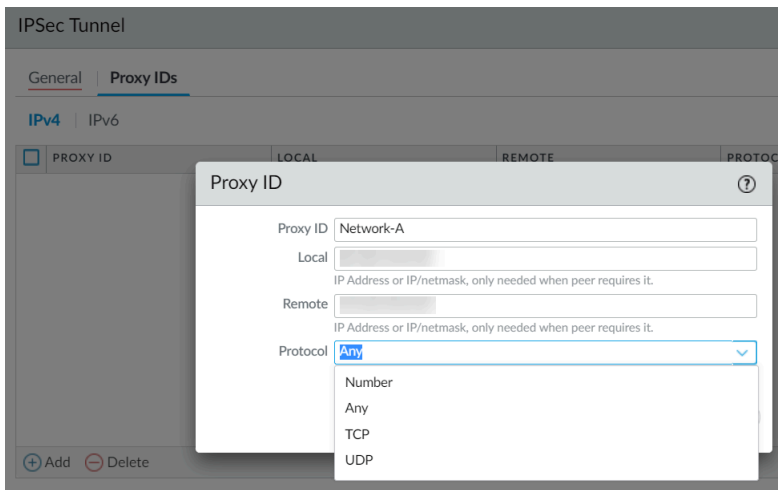 IPSec Tunnel
General | Proxy IDs
IPv4 | IPv6
PROXY ID LOCAL REMOTE PROTOC
Proxy ID
Proxy ID Network-A
Local
IP Address or IP/netmask, only needed when peer requires it.
Remote
IP Address or IP/netmask, only needed when peer requires it.
Protocol Any
Number
Any
TCP
UDP
Add Delete